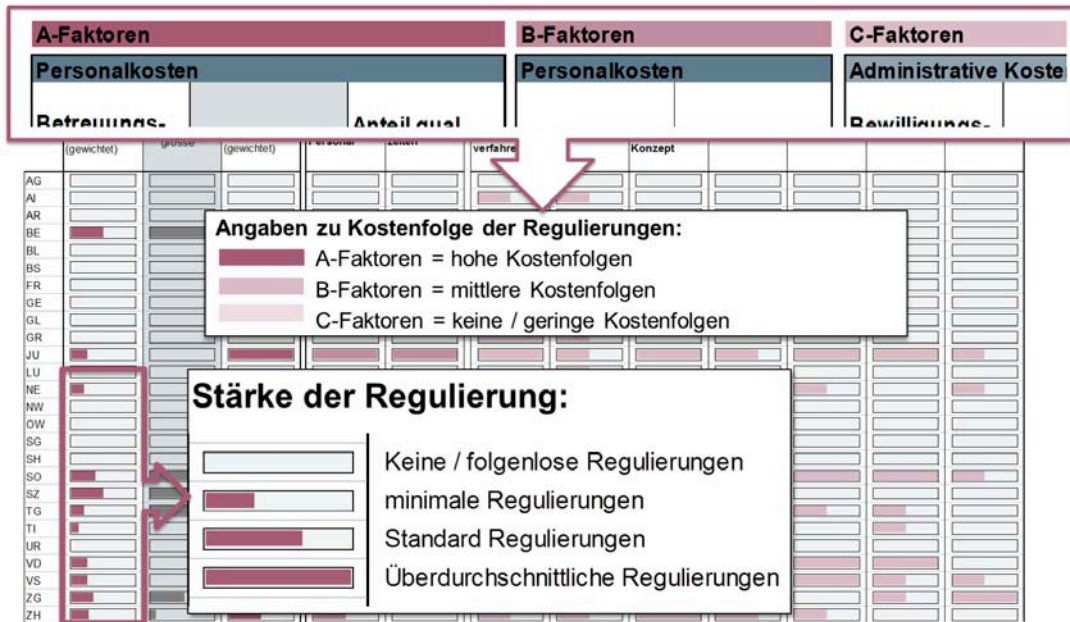 A-Faktoren B-Faktoren C-Faktoren
Personalkosten Personalkosten Administrative Koste
Betreuungs- Anteil qual. Bewilligungs-
(gewichtet) grösse (gewichtet) Personal zeiten verfahre Konzept
AG
AI
AR
Angaben zu Kostenfolge der Regulierungen:
BE
BL
A-Faktoren = hohe Kostenfolgen
BS
FR
B-Faktoren = mittlere Kostenfolgen
GE
GL
C-Faktoren = keine / geringe Kostenfolgen
GR
JU
LU
NE
Stärke der Regulierung:
NW
OW
SG
SH
Keine / folgenlose Regulierungen
SO
SZ
minimale Regulierungen
TG
TI
Standard Regulierungen
UR
VD
Überdurchschnittliche Regulierungen
VS
ZG
ZH